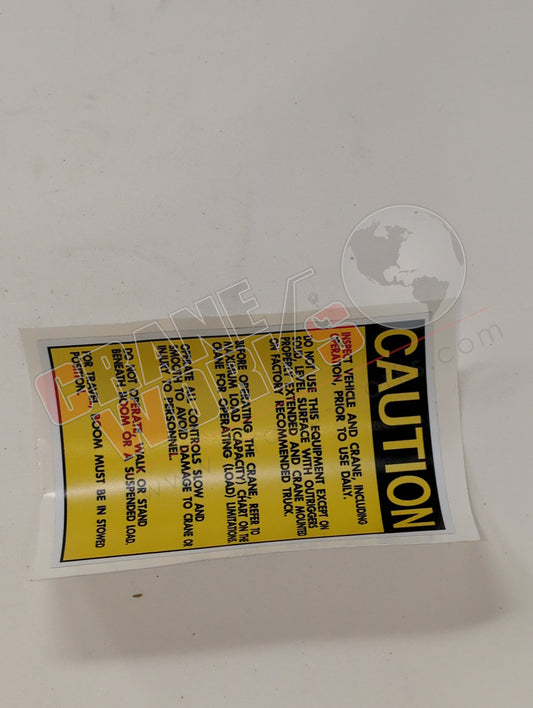 CAUTION
INSPECT VEHICLE AND CRANE, INCLUDING
OPERATION, PRIOR TO USE DAILY.
DO NOT USE THIS EQUIPMENT EXCEPT ON
SOLID, LEVEL SURFACE WITH OUTRIGGERS
PROPERLY EXTENDED AND CRANE MOUNTED
ON FACTORY RECOMMENDED TRUCK.
BEFORE OPERATING THE CRANE, REFER TO
MAXIMUM LOAD (CAPACITY) CHART ON THE
CRANE FOR OPERATING (LOAD) LIMITATIONS.
OPERATE ALL CONTROLS SLOW AND
SMOOTH TO AVOID DAMAGE TO CRANE OR
INJURY TO PERSONNEL.
DO NOT OPERATE, WALK OR STAND
BENEATH BOOM OR A SUSPENDED LOAD.
FOR TRAVEL, BOOM MUST BE IN STOWED
POSITION.
CRANE
WORKS
.com